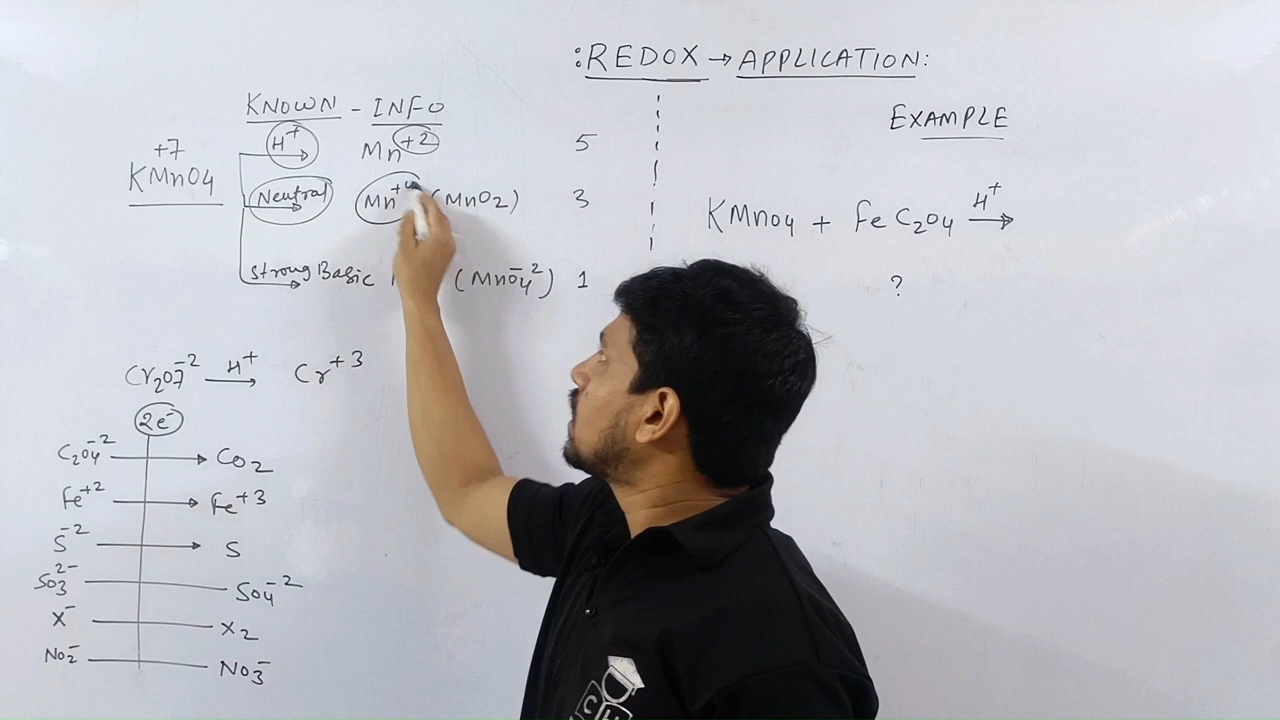 :REDOX → APPLICATION:
KNOWN - INFO
+7
KMnO4
H+ → Mn+2 5
Neutral → Mn+4 (MnO2) 3
Strong Basic → (MnO4-2) 1
EXAMPLE
KMnO4 + FeC2O4 H+ →
?
Cr2O7-2 H+ → Cr+3
2e-
C2O4-2 → CO2
Fe+2 → Fe+3
S-2 → S
SO3 2- SO4-2
X- X2
NO2- NO3-